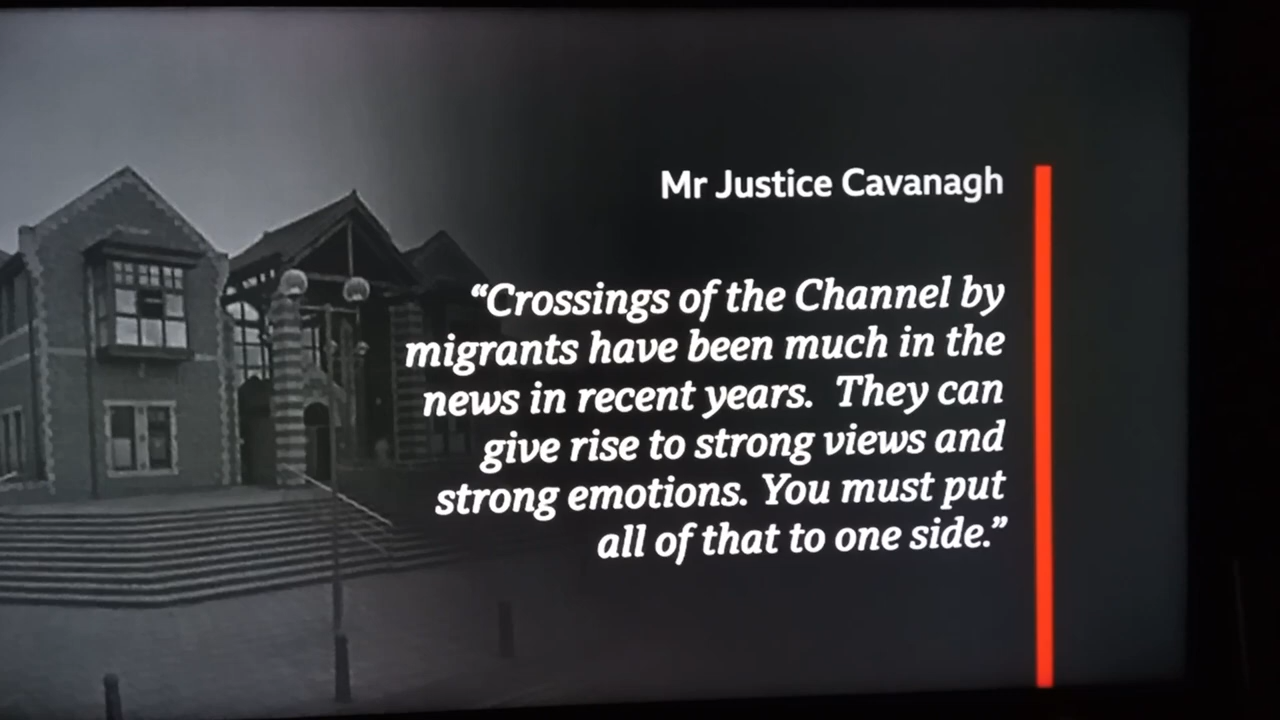 Mr Justice Cavanagh
“Crossings of the Channel by
migrants have been much in the
news in recent years.  They can
give rise to strong views and
strong emotions. You must put
all of that to one side.”